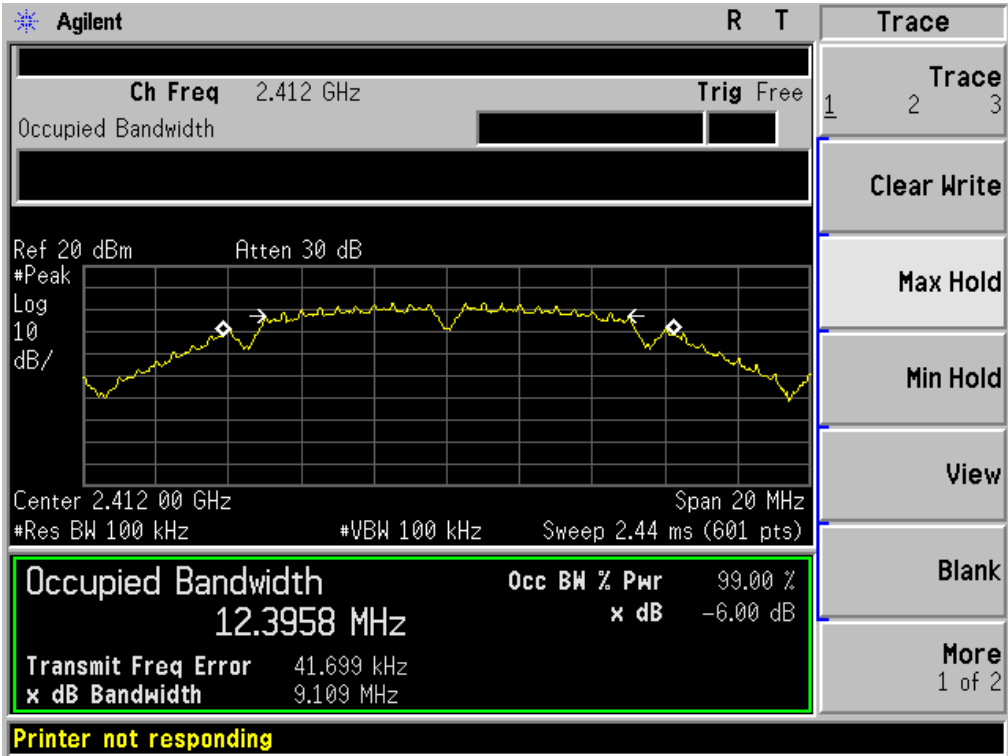 Agilent R T Trace
Ch Freq 2.412 GHz Trig Free
Occupied Bandwidth
Trace
1 2 3
Clear Write
Max Hold
Min Hold
View
Blank
More
1 of 2
Ref 20 dBm Atten 30 dB
#Peak
Log
10
dB/
Center 2.412 00 GHz Span 20 MHz
#Res BW 100 kHz #VBW 100 kHz Sweep 2.44 ms (601 pts)
Occupied Bandwidth Occ BW % Pwr 99.00 %
12.3958 MHz x dB -6.00 dB
Transmit Freq Error 41.699 kHz
x dB Bandwidth 9.109 MHz
Printer not responding